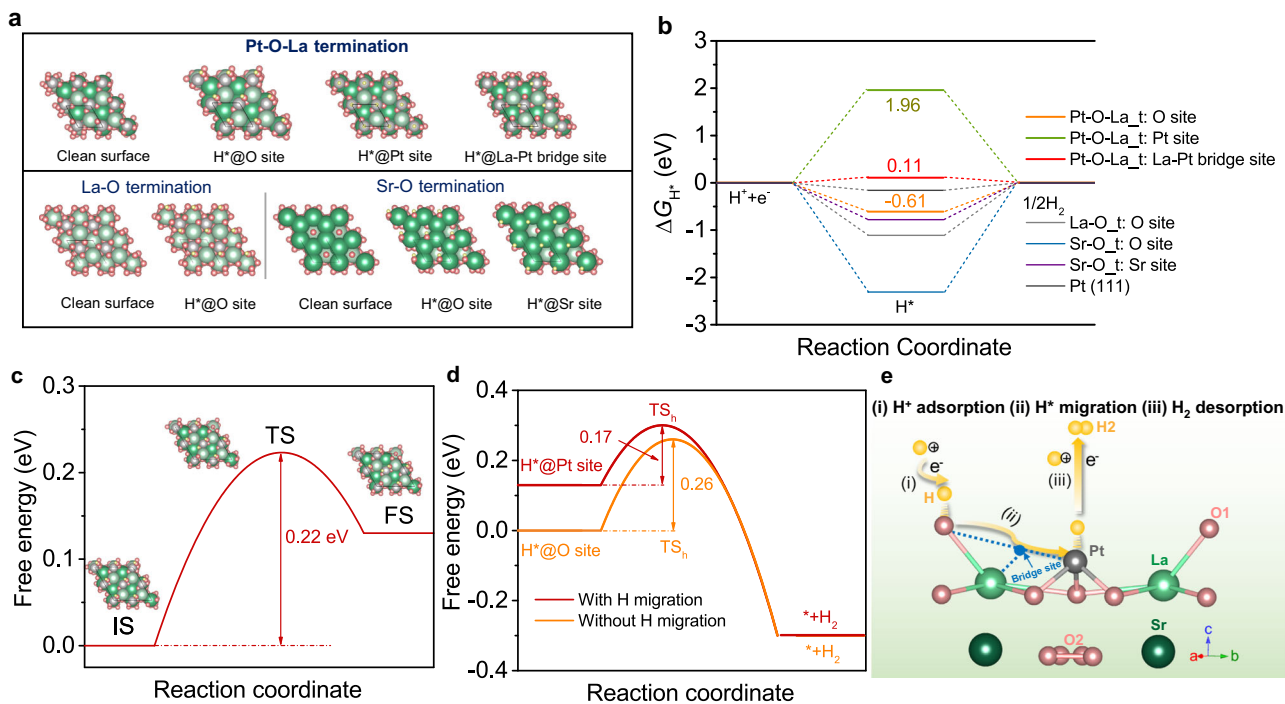 a
Pt-O-La termination
Clean surface
H*@O site
H*@Pt site
H*@La-Pt bridge site
La-O termination
Sr-O termination
Clean surface
H*@O site
Clean surface
H*@O site
H*@Sr site
b
3
2
1
0
-1
-2
-3
ΔG_H* (eV)
1.96
0.11
-0.61
H⁺+e⁻
1/2H₂
H*
Pt-O-La_t: O site
Pt-O-La_t: Pt site
Pt-O-La_t: La-Pt bridge site
La-O_t: O site
Sr-O_t: O site
Sr-O_t: Sr site
Pt (111)
Reaction Coordinate
c
0.3
0.2
0.1
0.0
Free energy (eV)
TS
FS
0.22 eV
IS
Reaction coordinate
d
0.4
0.2
0.0
-0.2
-0.4
Free energy (eV)
TSₕ
0.17
H*@Pt site
0.26
H*@O site
TSₕ
With H migration
Without H migration
*+H₂
*+H₂
Reaction coordinate
e
(i) H⁺ adsorption (ii) H* migration (iii) H₂ desorption
H2
+
e⁻
(i)
H
+
e⁻
(iii)
(ii)
O1
Pt
La
Bridge site
Sr
O2
c
a
b